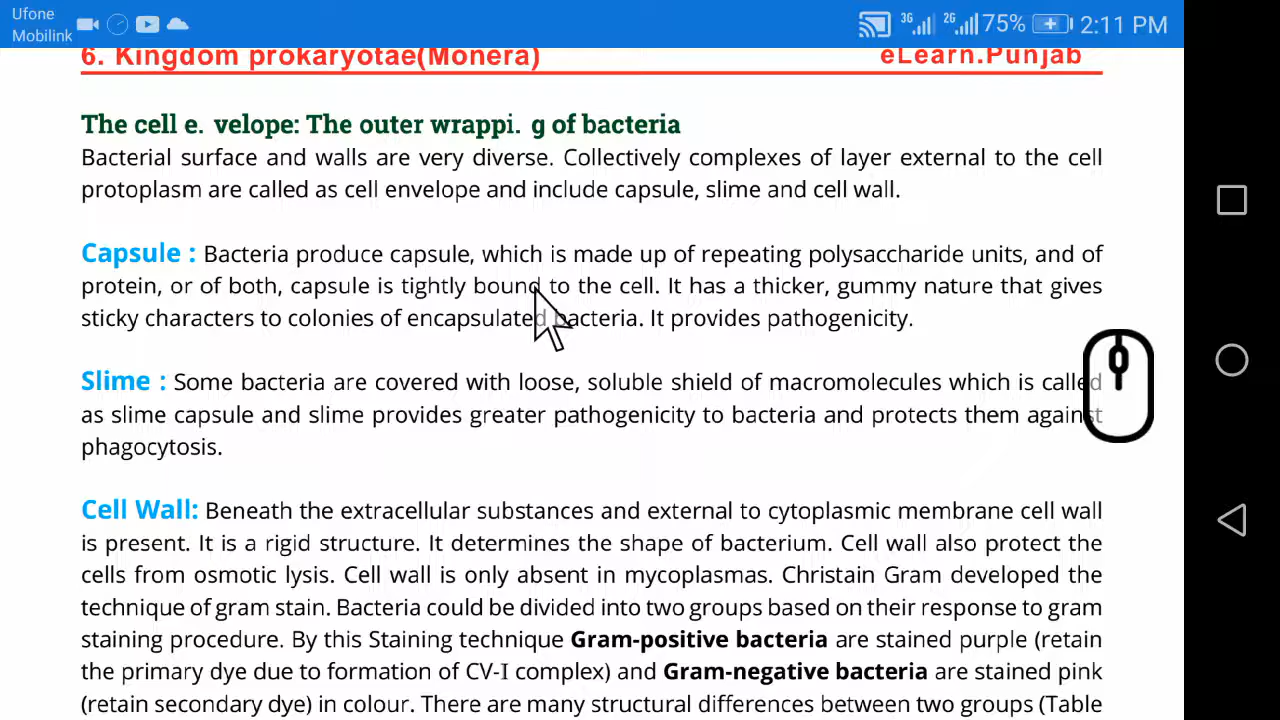 Ufone
Mobilink
3G 2G 75% 2:11 PM
6. Kingdom prokaryotae(Monera) eLearn.Punjab
The cell e. velope: The outer wrappi. g of bacteria
Bacterial surface and walls are very diverse. Collectively complexes of layer external to the cell
protoplasm are called as cell envelope and include capsule, slime and cell wall.
Capsule : Bacteria produce capsule, which is made up of repeating polysaccharide units, and of
protein, or of both, capsule is tightly bound to the cell. It has a thicker, gummy nature that gives
sticky characters to colonies of encapsulated bacteria. It provides pathogenicity.
Slime : Some bacteria are covered with loose, soluble shield of macromolecules which is called
as slime capsule and slime provides greater pathogenicity to bacteria and protects them against
phagocytosis.
Cell Wall: Beneath the extracellular substances and external to cytoplasmic membrane cell wall
is present. It is a rigid structure. It determines the shape of bacterium. Cell wall also protect the
cells from osmotic lysis. Cell wall is only absent in mycoplasmas. Christain Gram developed the
technique of gram stain. Bacteria could be divided into two groups based on their response to gram
staining procedure. By this Staining technique Gram-positive bacteria are stained purple (retain
the primary dye due to formation of CV-I complex) and Gram-negative bacteria are stained pink
(retain secondary dye) in colour. There are many structural differences between two groups (Table